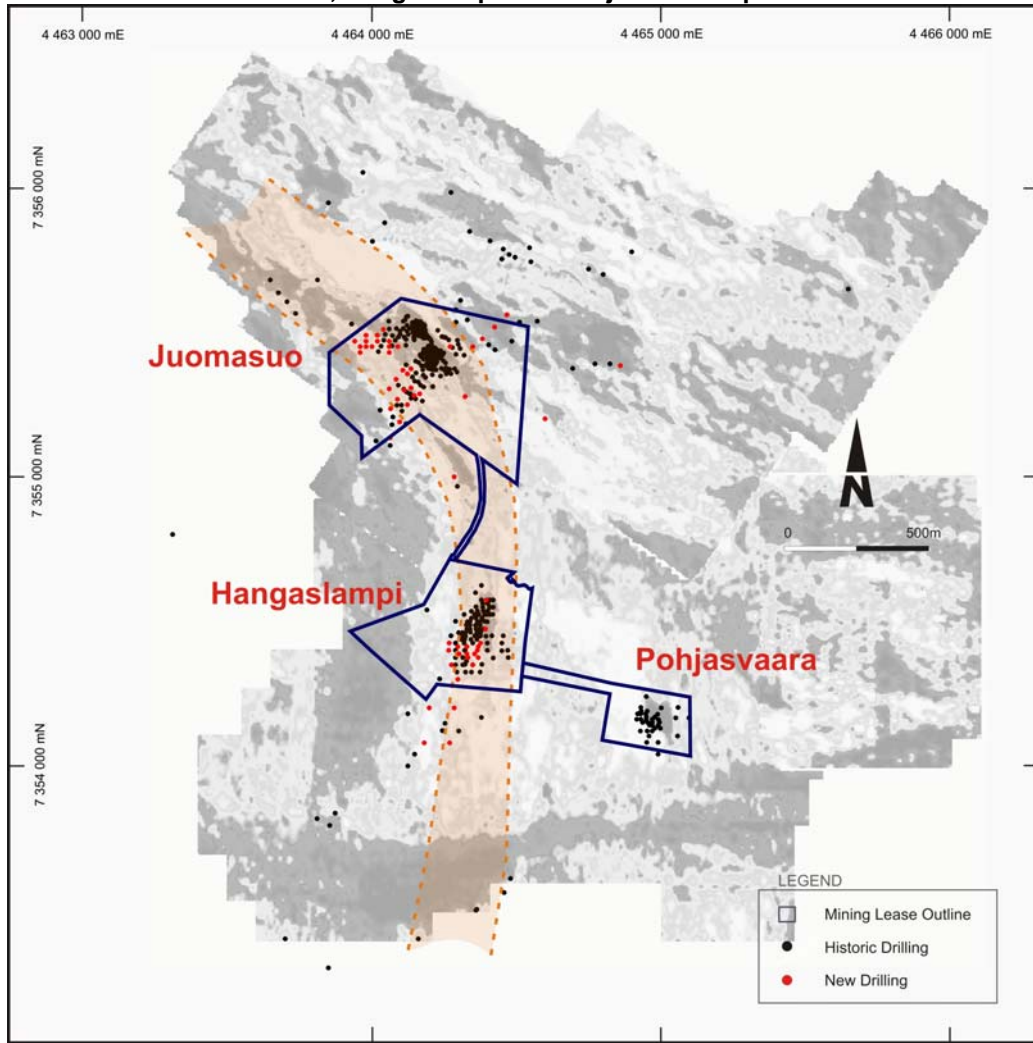 4 463 000 mE
4 464 000 mE
4 465 000 mE
4 466 000 mE
7 356 000 mN
Juomasuo
7 355 000 mN
N
0 500m
Hangaslampi
Pohjasvaara
7 354 000 mN
LEGEND
Mining Lease Outline
Historic Drilling
New Drilling